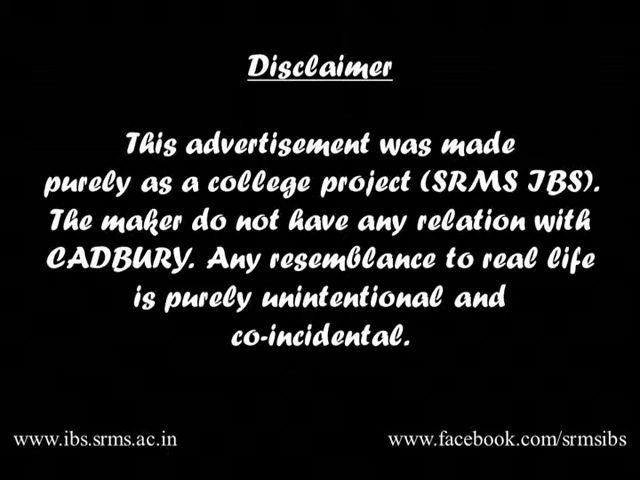 Disclaimer
This advertisement was made
purely as a college project (SRMS IBS).
The maker do not have any relation with
CADBURY. Any resemblance to real life
is purely unintentional and
co-incidental.
www.ibs.srms.ac.in
www.facebook.com/srmsibs